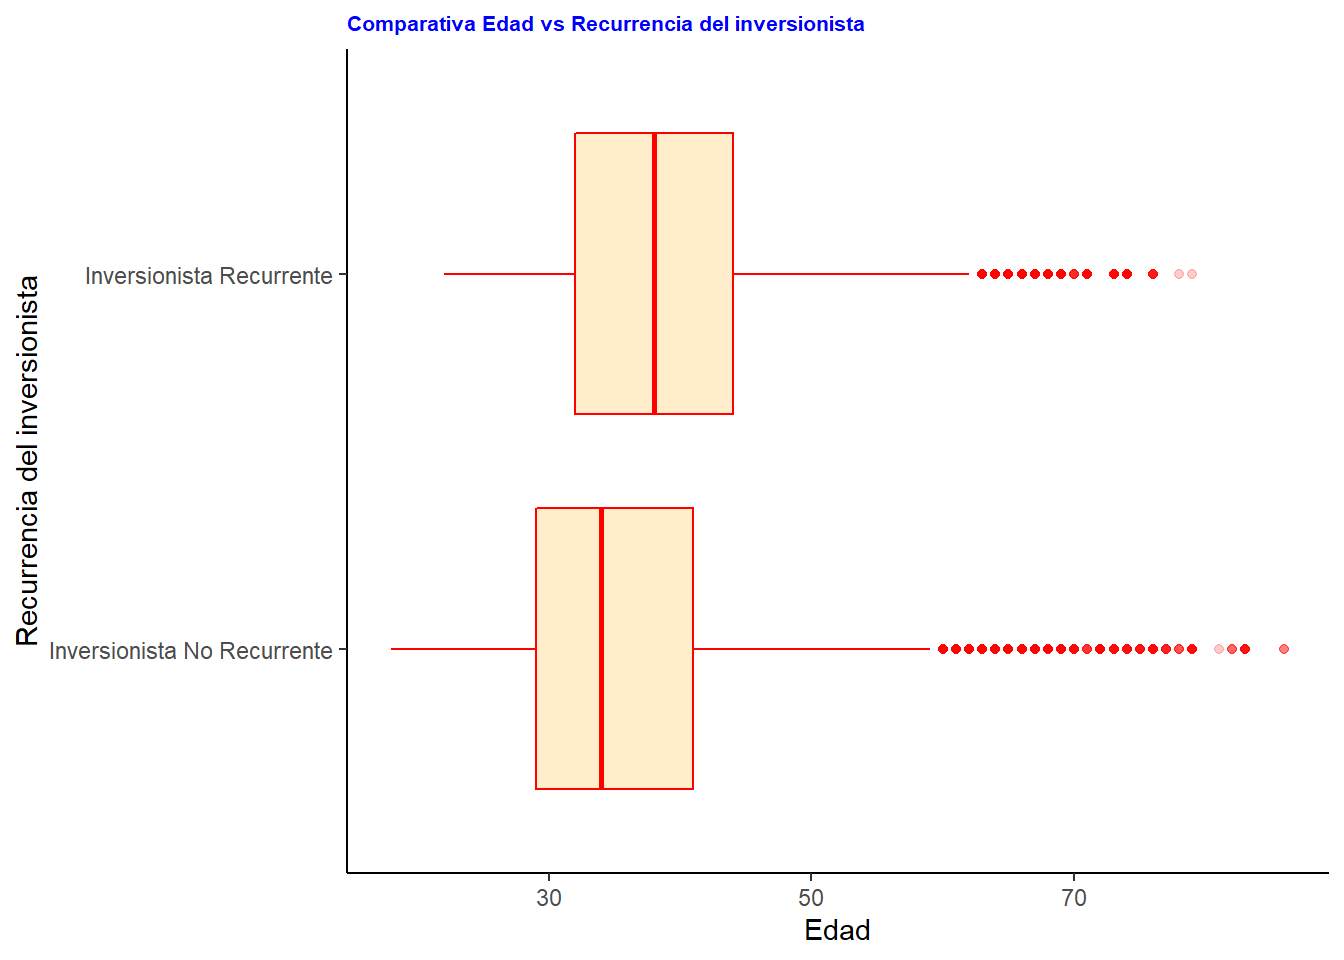 Comparativa Edad vs Recurrencia del inversionista
Recurrencia del inversionista
Inversionista Recurrente
Inversionista No Recurrente
30
50
70
Edad